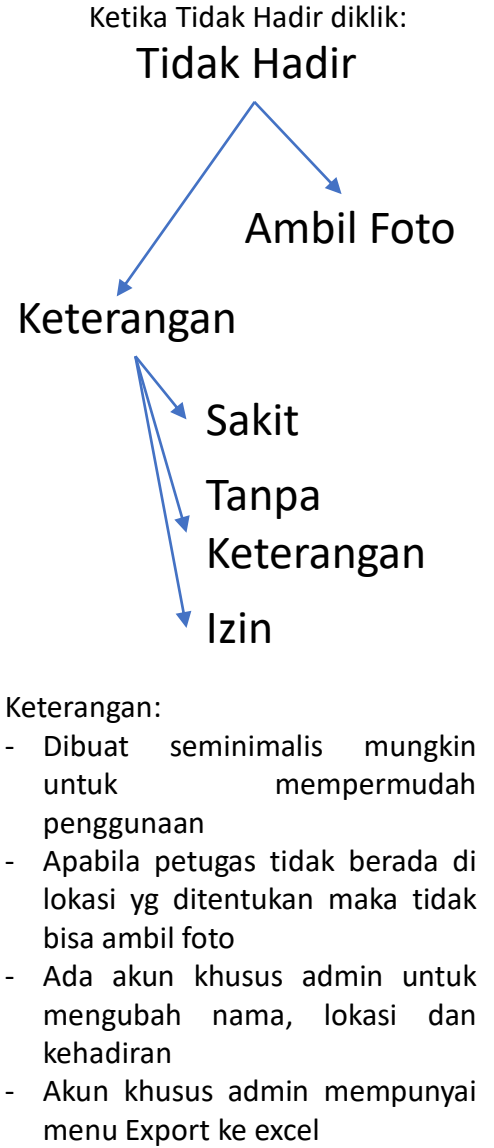 Ketika Tidak Hadir diklik:
Tidak Hadir
Ambil Foto
Keterangan
Sakit
Tanpa
Keterangan
Izin
Keterangan:
- Dibuat seminimalis mungkin
untuk mempermudah
penggunaan
- Apabila petugas tidak berada di
lokasi yg ditentukan maka tidak
bisa ambil foto
- Ada akun khusus admin untuk
mengubah nama, lokasi dan
kehadiran
- Akun khusus admin mempunyai
menu Export ke excel